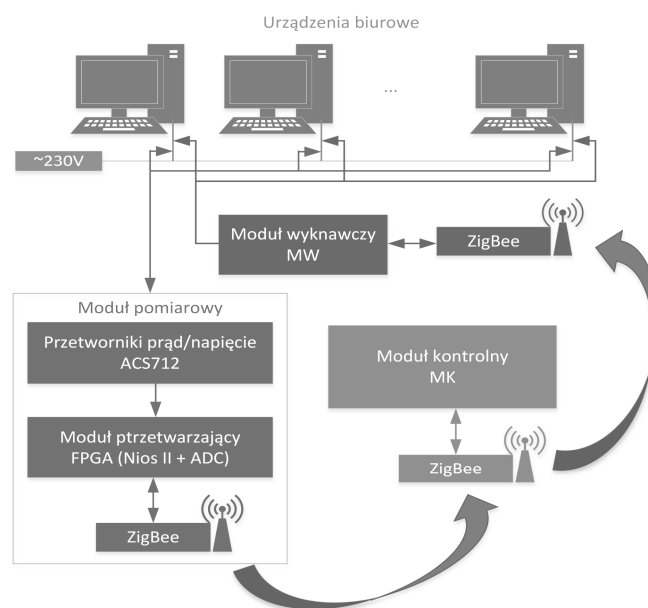 Urządzenia biurowe
...
~230V
Moduł wyknawczy
MW
ZigBee
Moduł pomiarowy
Przetworniki prąd/napięcie
ACS712
Moduł ptrzetwarzający
FPGA (Nios II + ADC)
ZigBee
Moduł kontrolny
MK
ZigBee